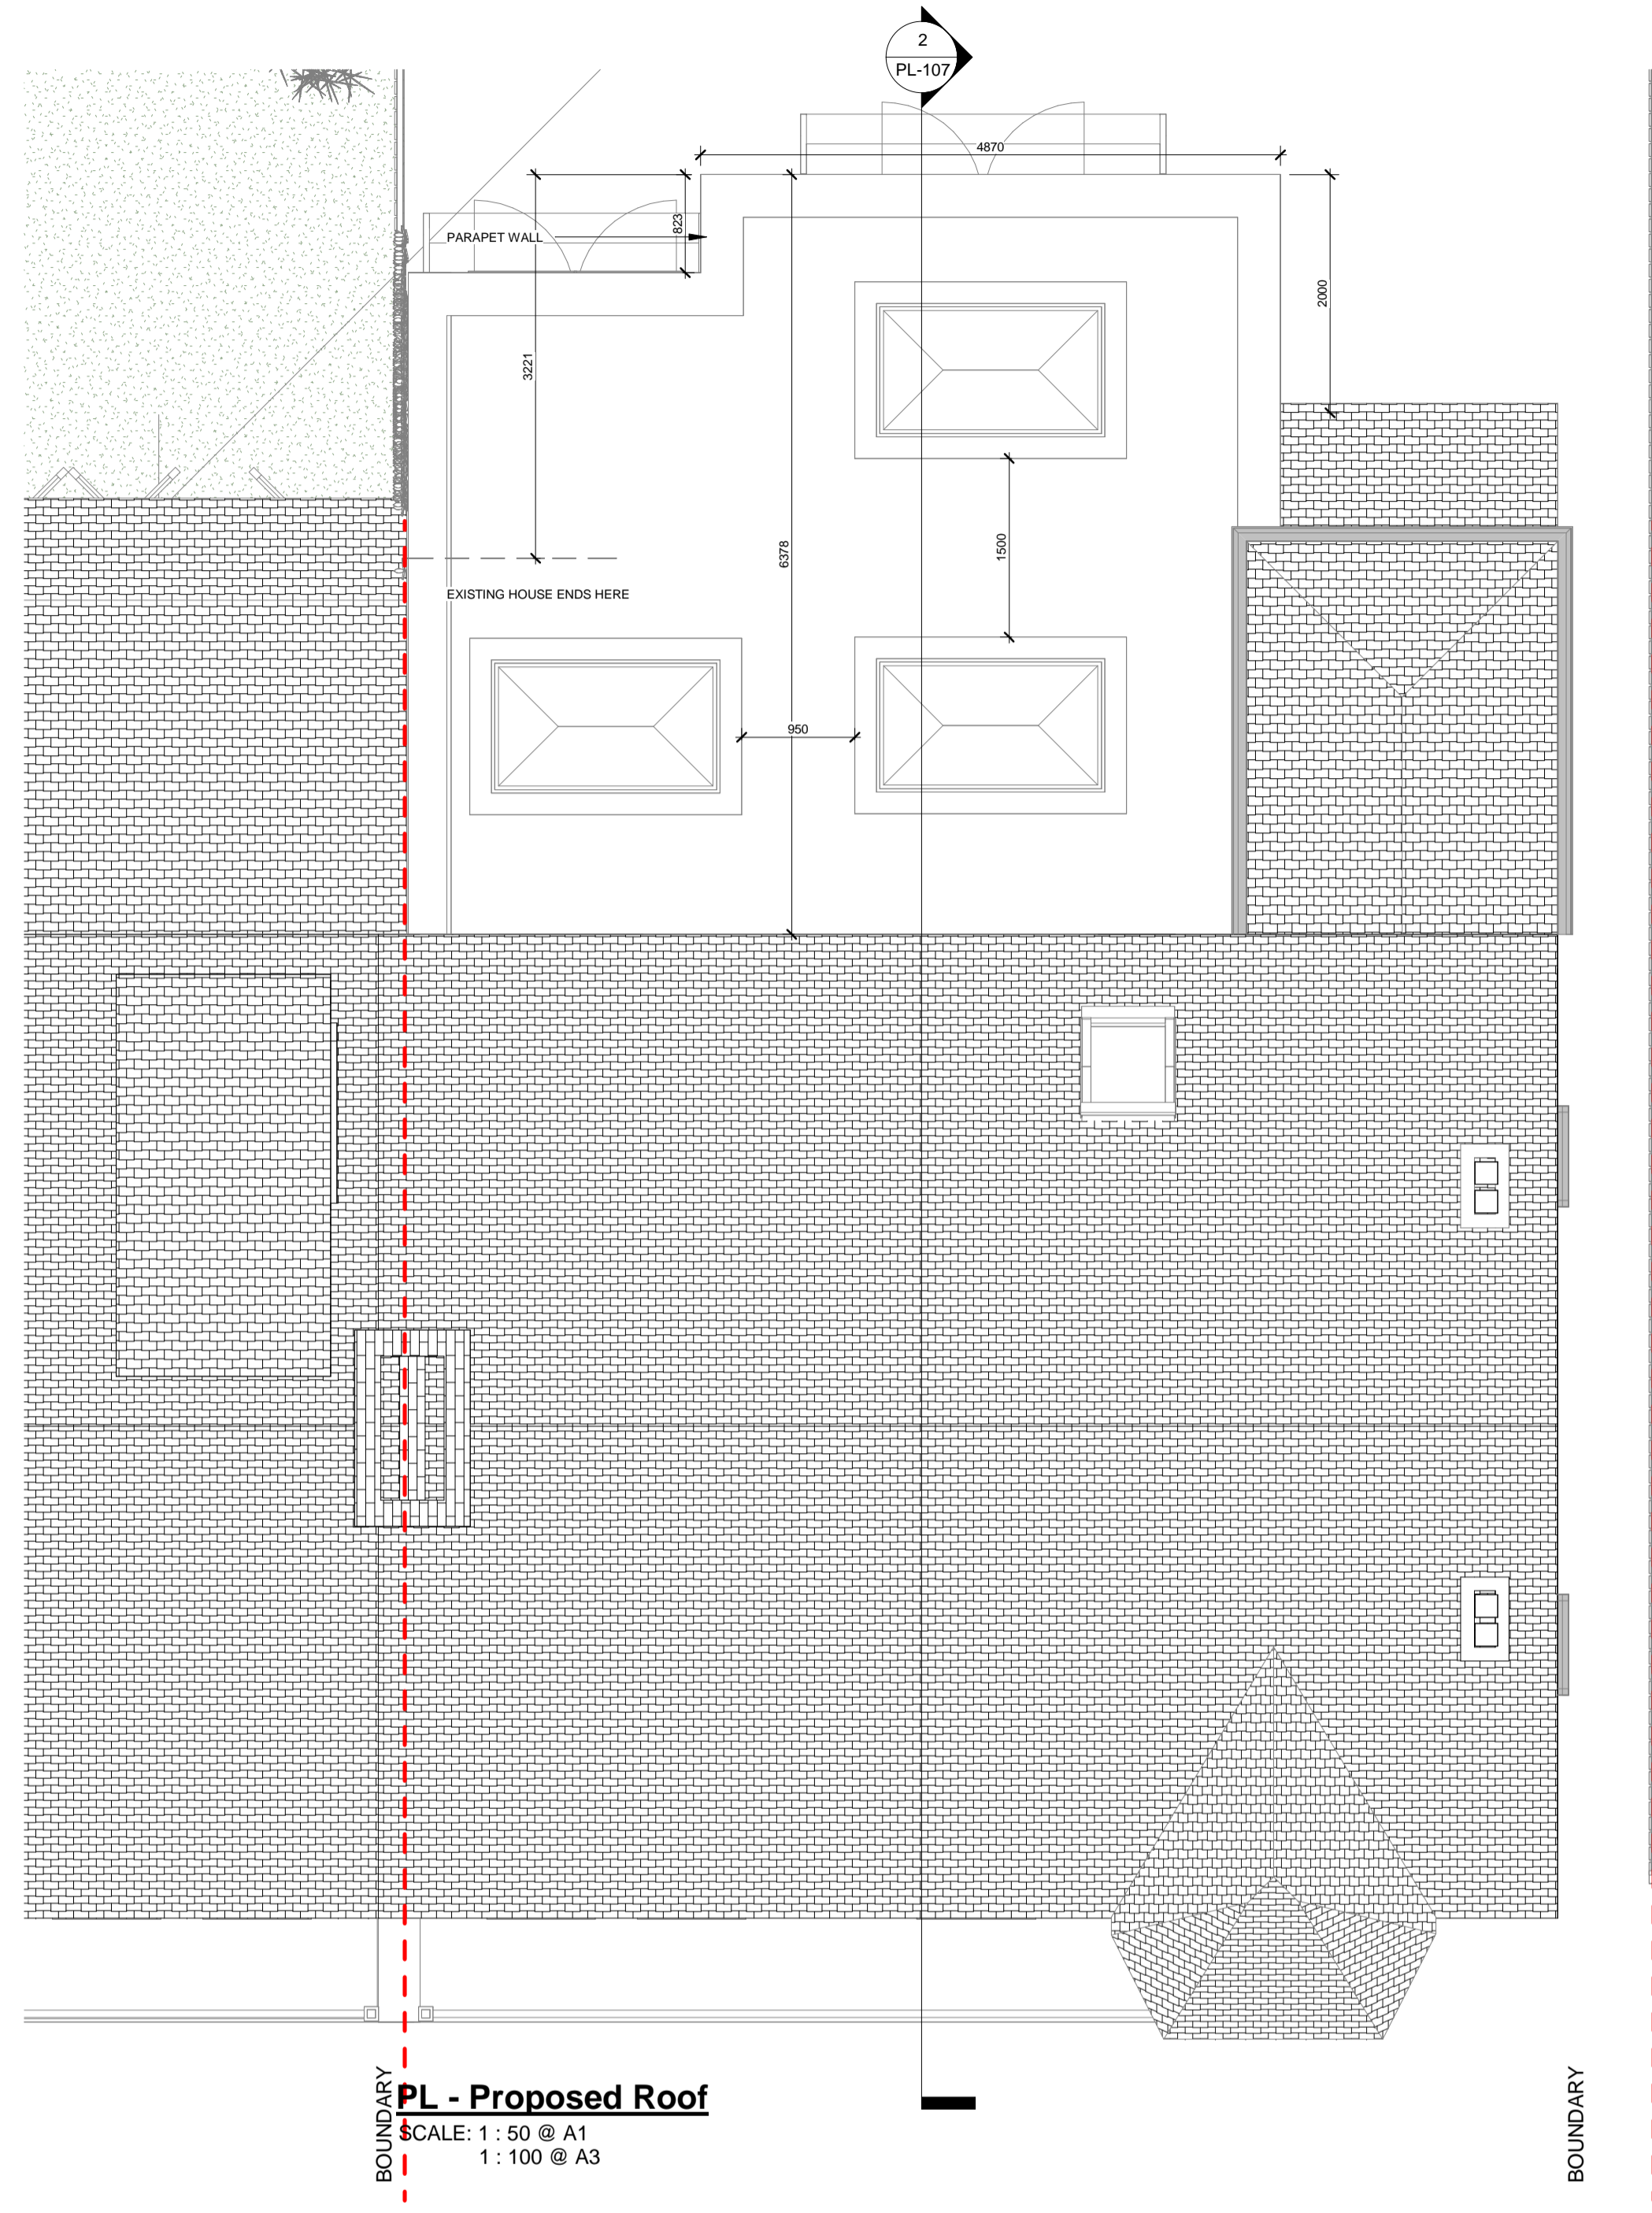 2
PL-107
4870
823
PARAPET WALL
2000
3221
6378
1500
EXISTING HOUSE ENDS HERE
950
BOUNDARY
PL - Proposed Roof
SCALE: 1 : 50 @ A1
1 : 100 @ A3
BOUNDARY